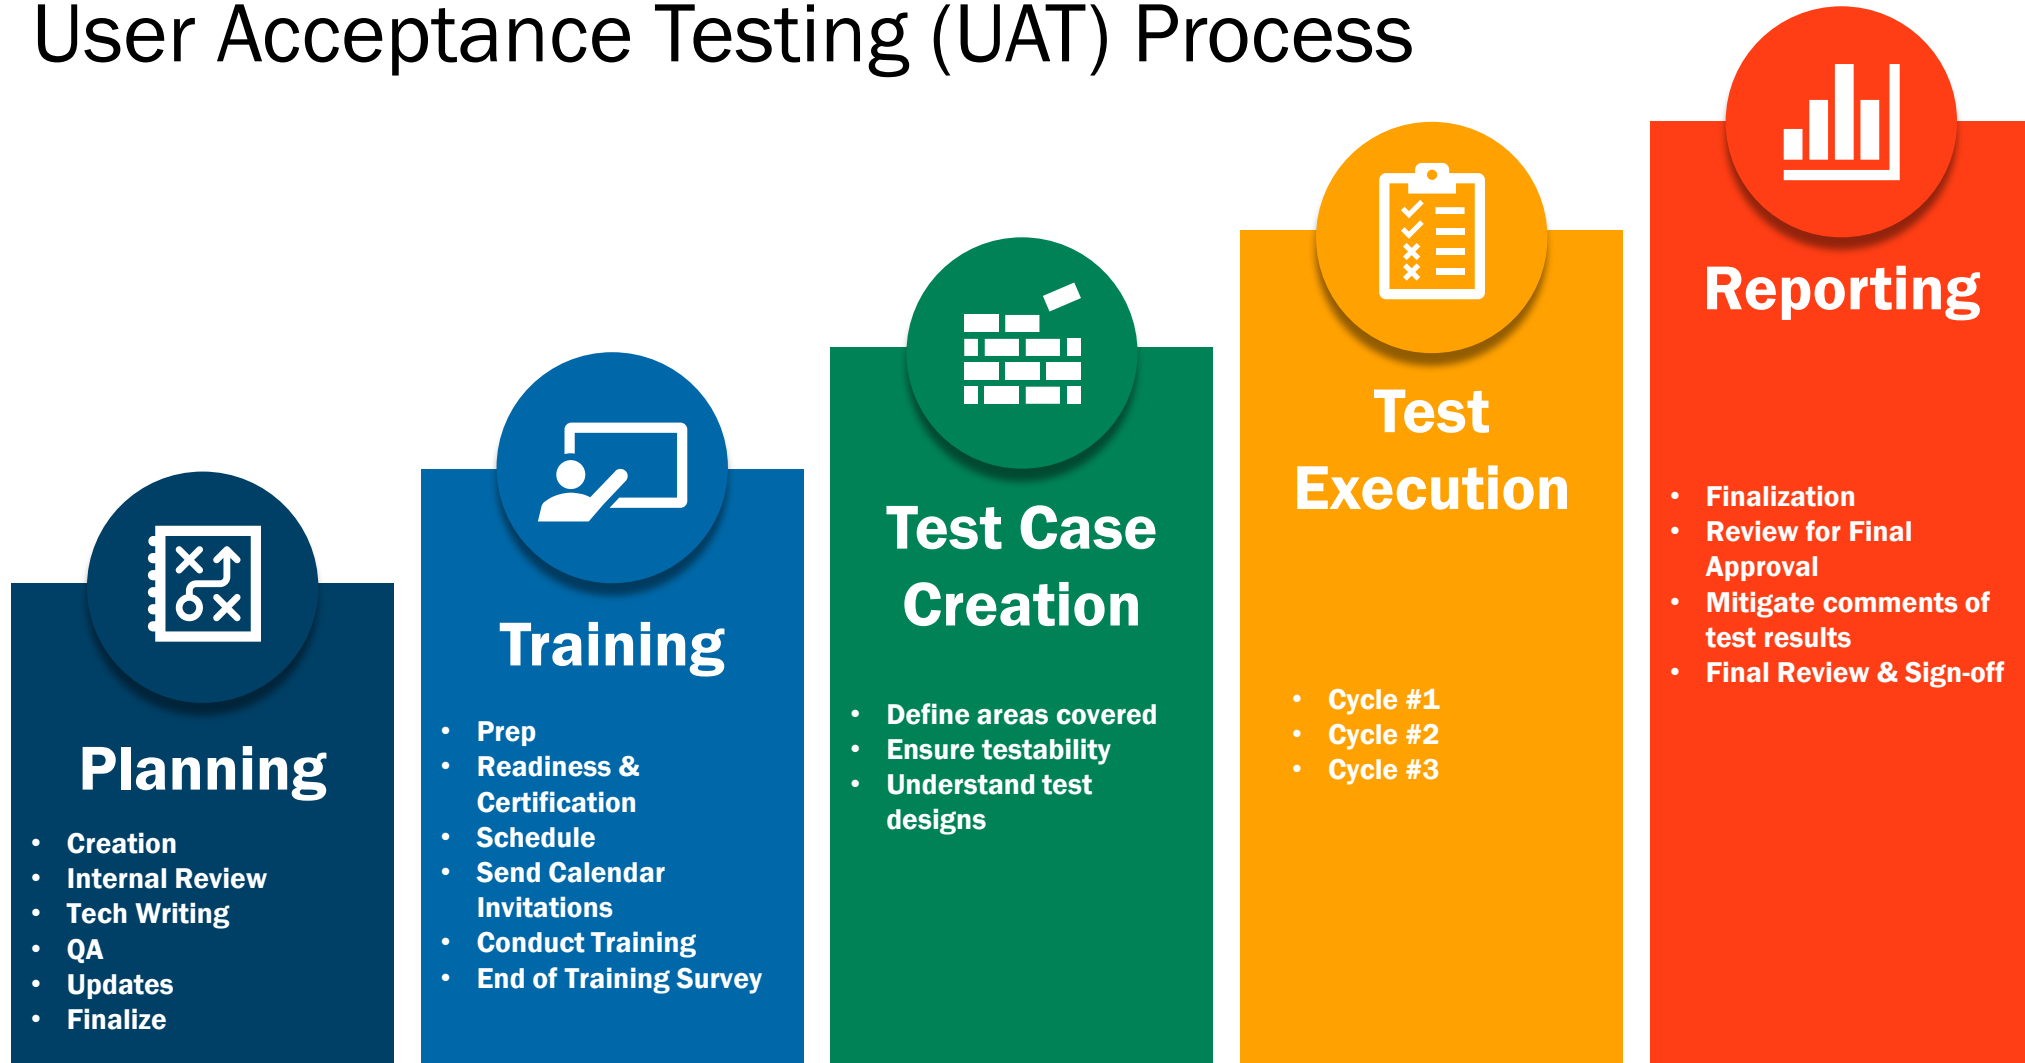 User Acceptance Testing (UAT) Process
Planning
• Creation
• Internal Review
• Tech Writing
• QA
• Updates
• Finalize
Training
• Prep
• Readiness &
Certification
• Schedule
• Send Calendar
Invitations
• Conduct Training
• End of Training Survey
Test Case
Creation
• Define areas covered
• Ensure testability
• Understand test
designs
Test
Execution
• Cycle #1
• Cycle #2
• Cycle #3
Reporting
• Finalization
• Review for Final
Approval
• Mitigate comments of
test results
• Final Review & Sign-off